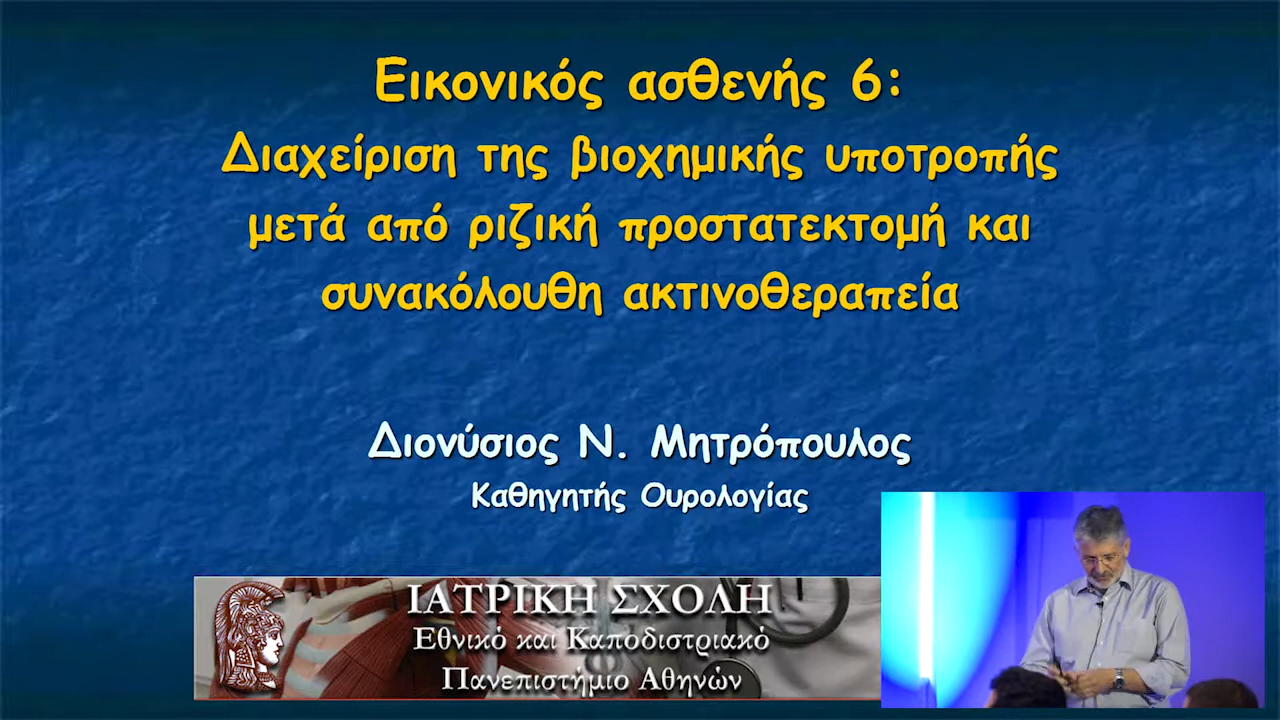 Εικονικός ασθενής 6:
Διαχείριση της βιοχημικής υποτροπής
μετά από ριζική προστατεκτομή και
συνακόλουθη ακτινοθεραπεία
Διονύσιος Ν. Μητρόπουλος
Καθηγητής Ουρολογίας
ΙΑΤΡΙΚΗ ΣΧΟΛΗ
Εθνικό και Καποδιστριακό
Πανεπιστήμιο Αθηνών